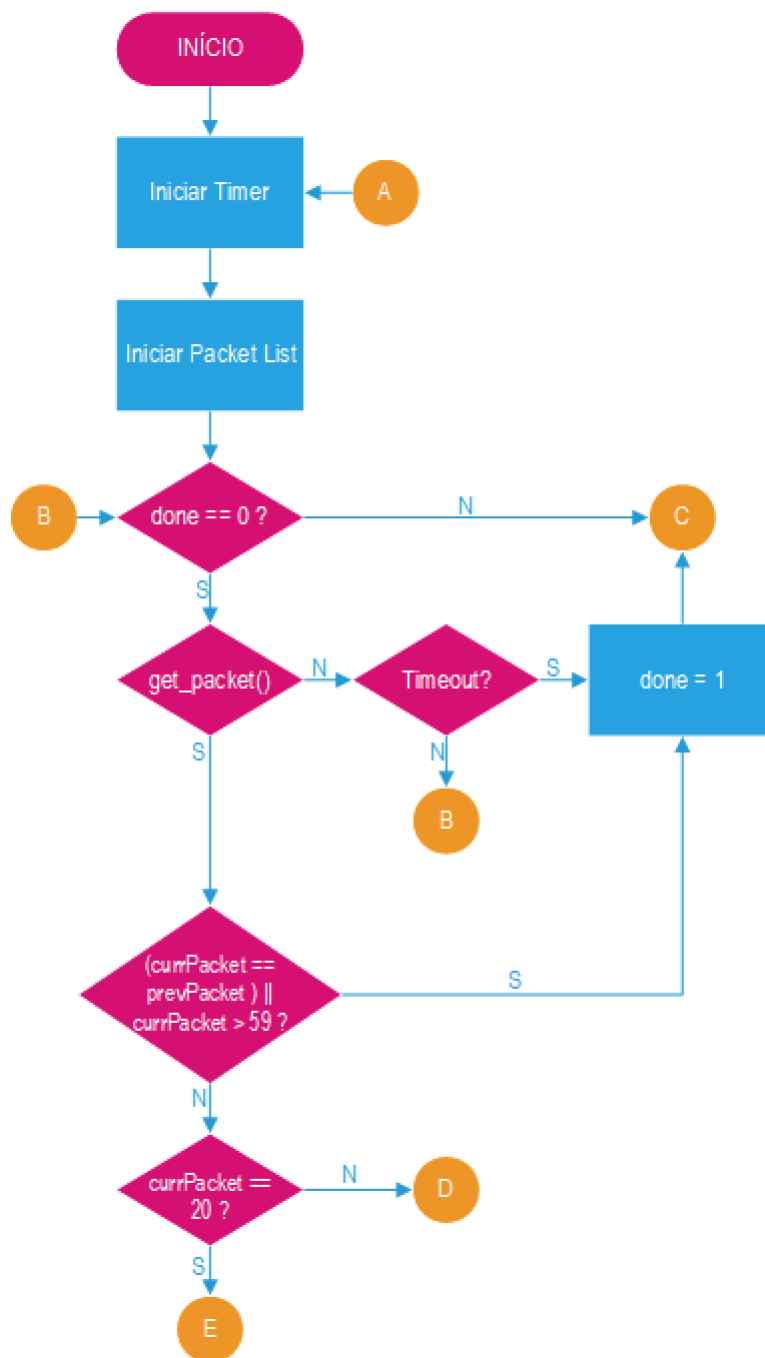 INÍCIO
Iniciar Timer
A
Iniciar Packet List
B
done == 0 ?
N
C
S
get_packet()
N
Timeout?
S
done = 1
S
N
B
(currPacket ==
prevPacket ) ||
currPacket > 59 ?
S
N
currPacket ==
20 ?
N
D
S
E